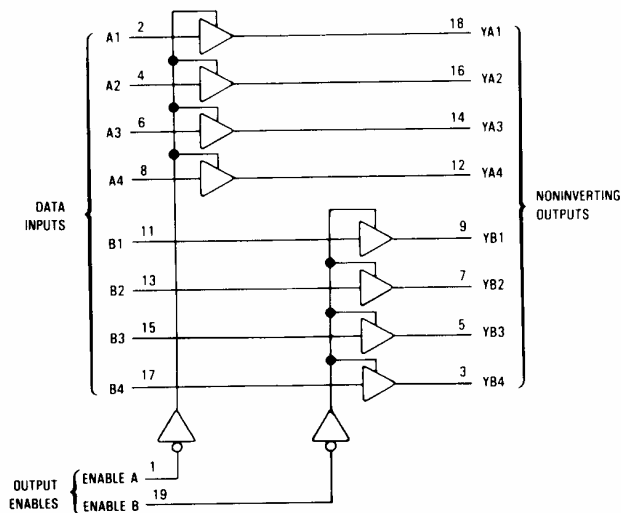 A1 2 18 YA1
A2 4 16 YA2
A3 6 14 YA3
A4 8 12 YA4
DATA INPUTS
NONINVERTING OUTPUTS
B1 11 9 YB1
B2 13 7 YB2
B3 15 5 YB3
B4 17 3 YB4
OUTPUT ENABLES
ENABLE A 1
ENABLE B 19